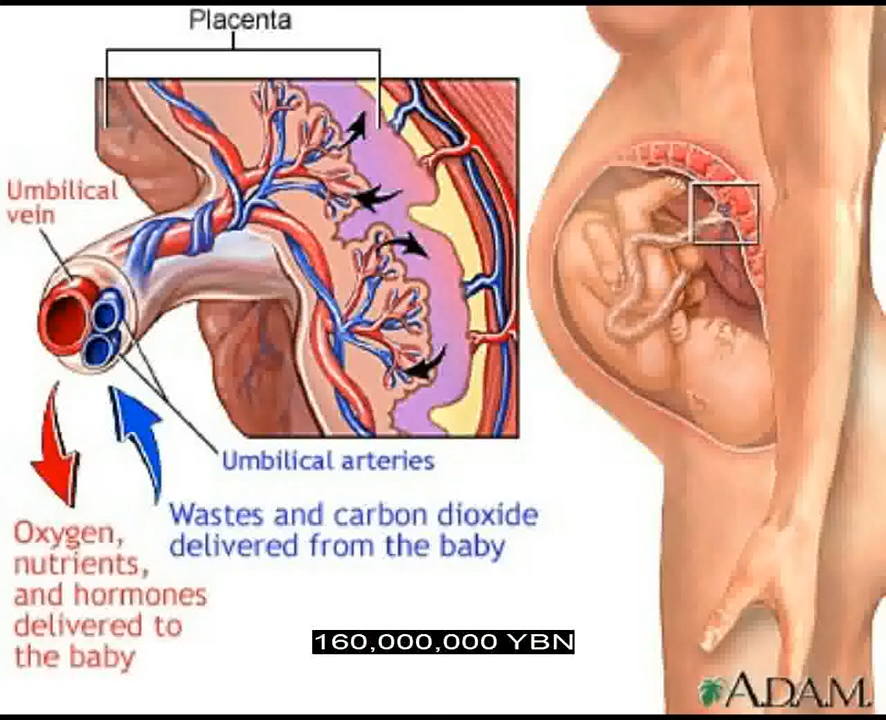 Placenta
Umbilical
vein
Umbilical arteries
Wastes and carbon dioxide
delivered from the baby
Oxygen,
nutrients,
and hormones
delivered to
the baby
160,000,000 YBN
A.D.A.M.